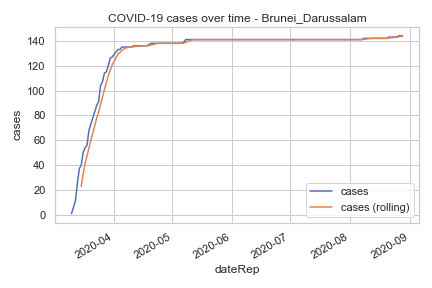 COVID-19 cases over time - Brunei_Darussalam
140
120
100
80
60
40
20
0
cases
cases
cases (rolling)
2020-04
2020-05
2020-06
2020-07
2020-08
2020-09
dateRep